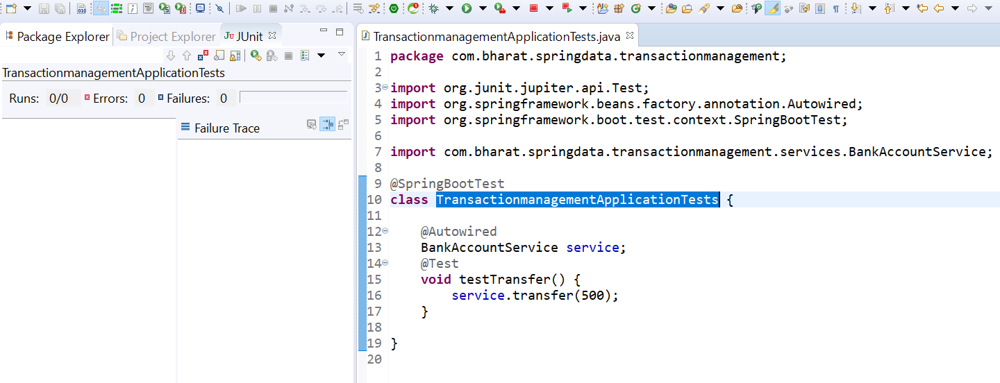 Package Explorer
Project Explorer
JUnit
TransactionmanagementApplicationTests
Runs: 0/0
Errors: 0
Failures: 0
Failure Trace
TransactionmanagementApplicationTests.java
1 package com.bharat.springdata.transactionmanagement;
2
3 import org.junit.jupiter.api.Test;
4 import org.springframework.beans.factory.annotation.Autowired;
5 import org.springframework.boot.test.context.SpringBootTest;
6
7 import com.bharat.springdata.transactionmanagement.services.BankAccountService;
8
9 @SpringBootTest
10 class TransactionmanagementApplicationTests {
11
12 @Autowired
13 BankAccountService service;
14 @Test
15 void testTransfer() {
16 service.transfer(500);
17 }
18
19 }
20